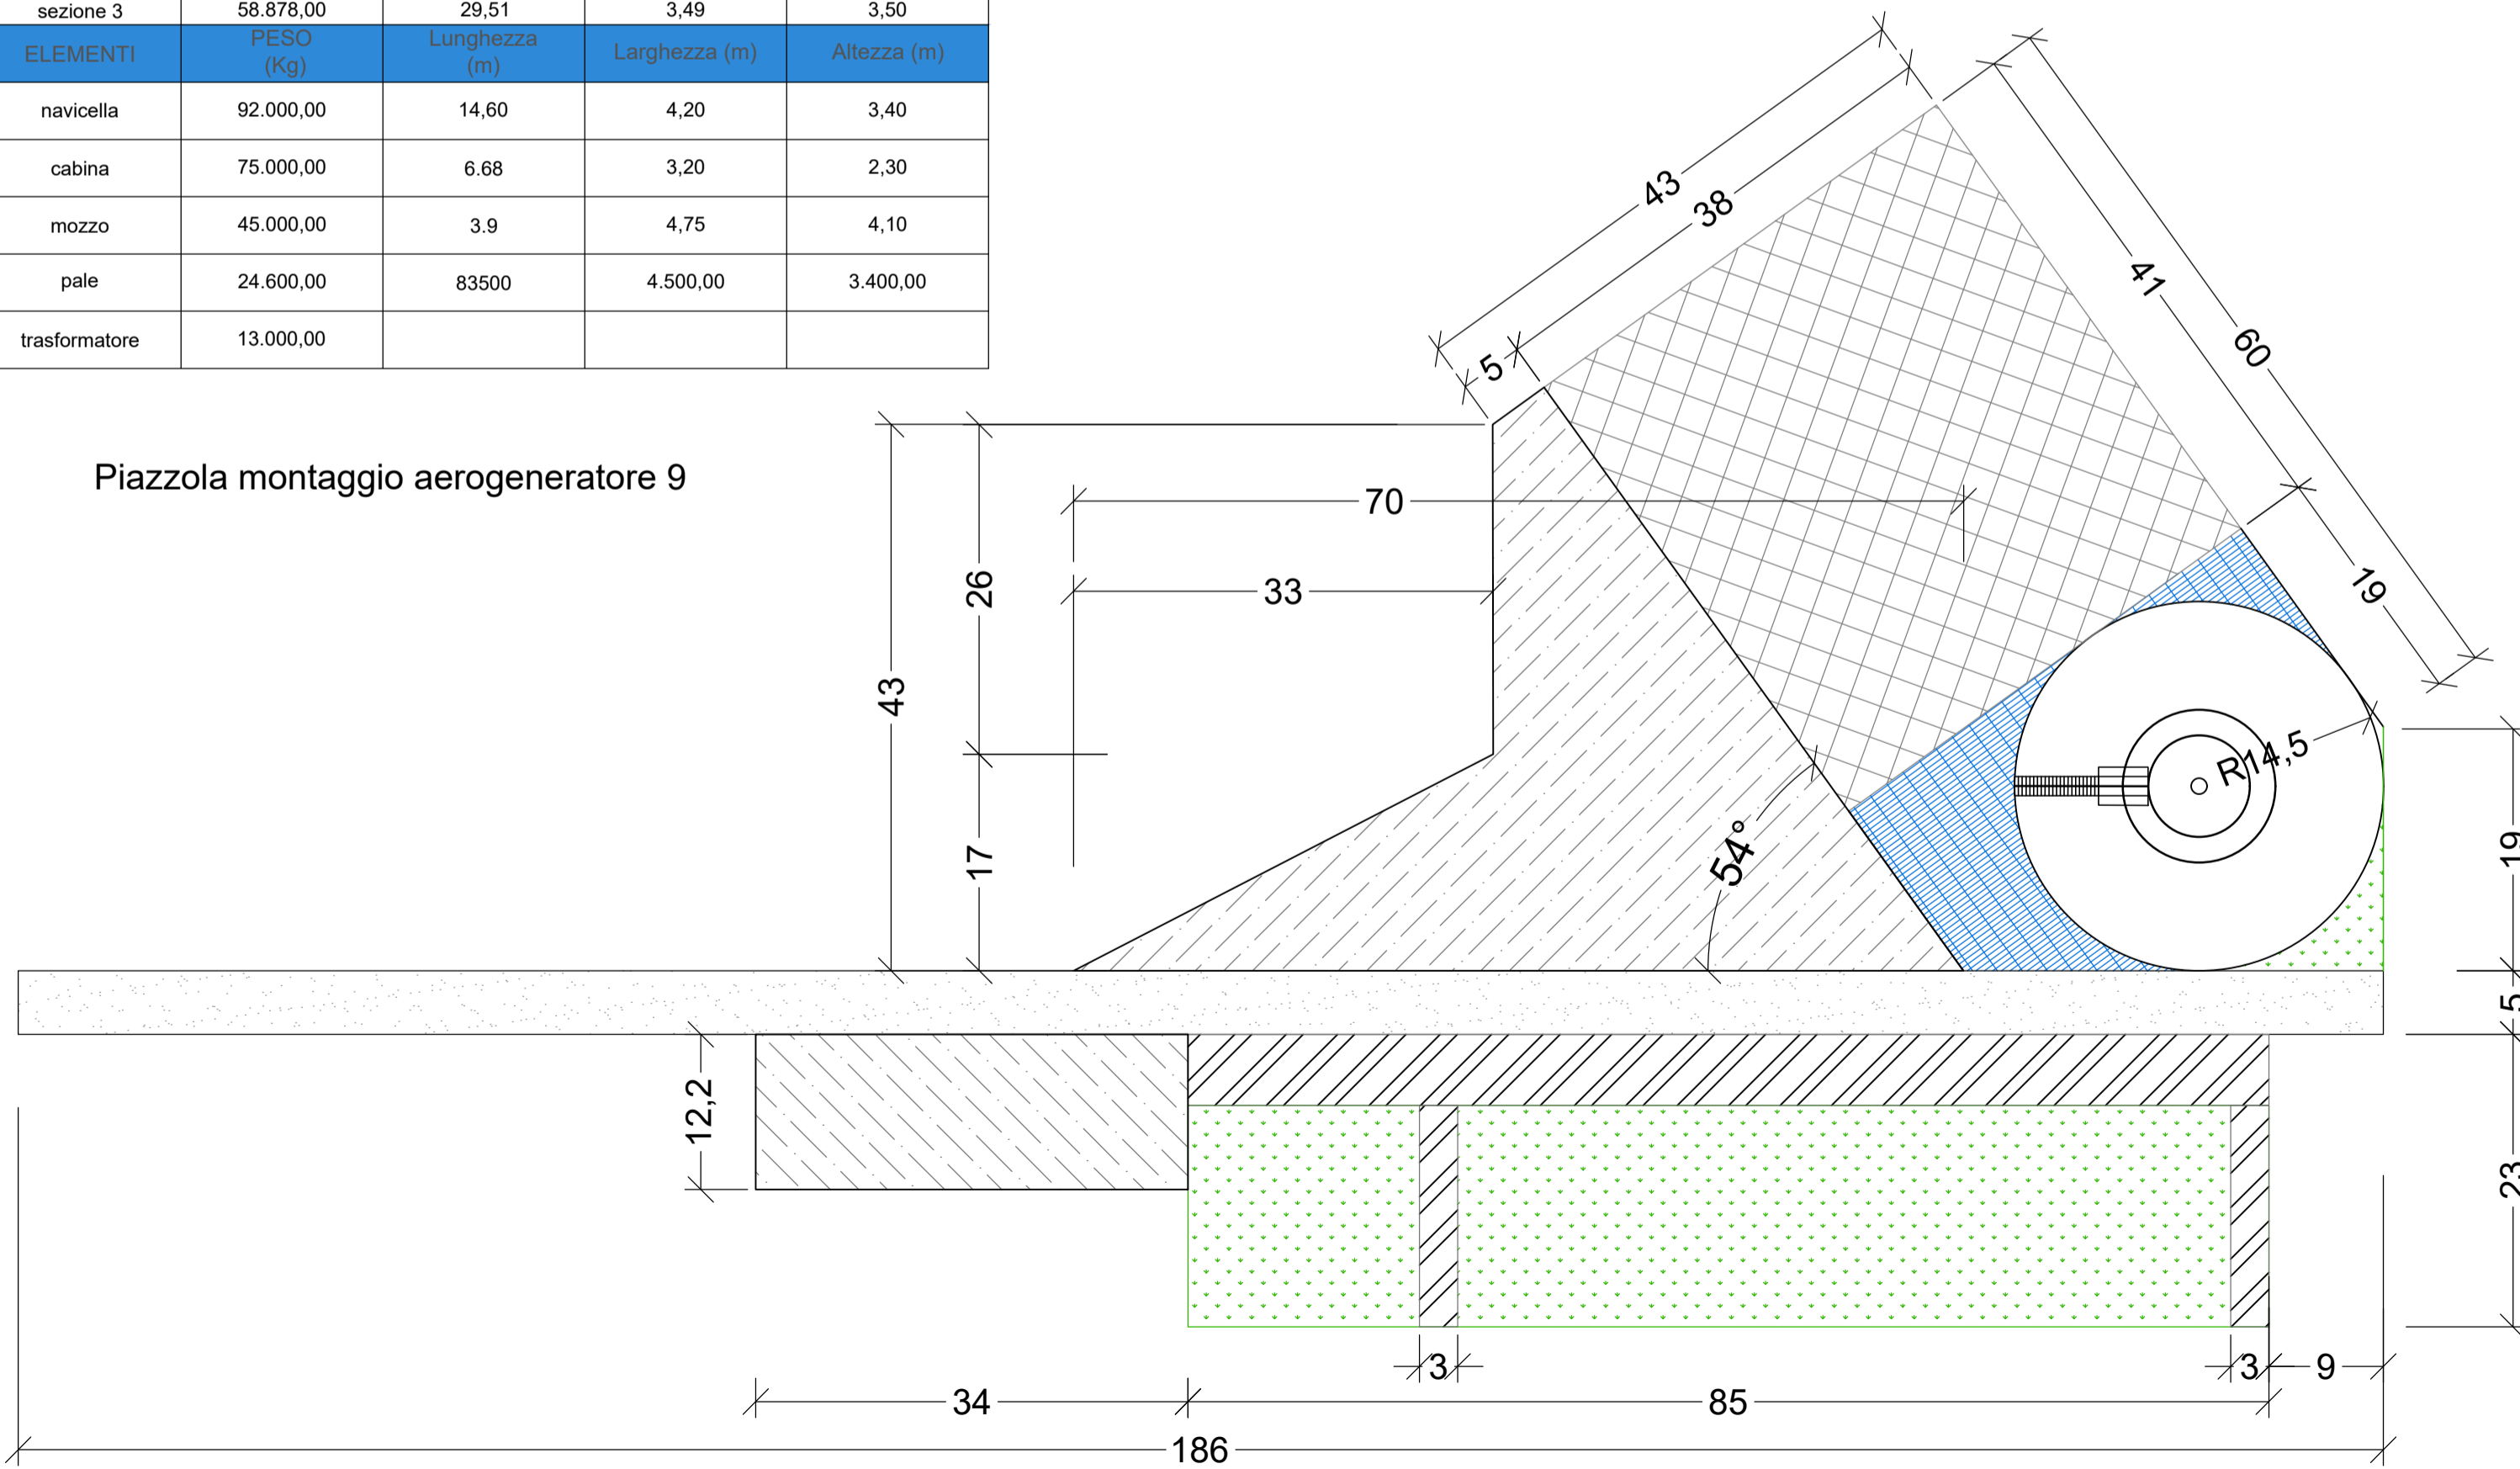 sezione 3 58.878,00 29,51 3,49 3,50
ELEMENTI PESO (Kg) Lunghezza (m) Larghezza (m) Altezza (m)
navicella 92.000,00 14,60 4,20 3,40
cabina 75.000,00 6.68 3,20 2,30
mozzo 45.000,00 3.9 4,75 4,10
pale 24.600,00 83500 4.500,00 3.400,00
trasformatore 13.000,00
Piazzola montaggio aerogeneratore 9
43
38
5
41
60
19
70
33
26
43
17
54°
R14,5
19
5
23
12,2
3
3
9
34
85
186